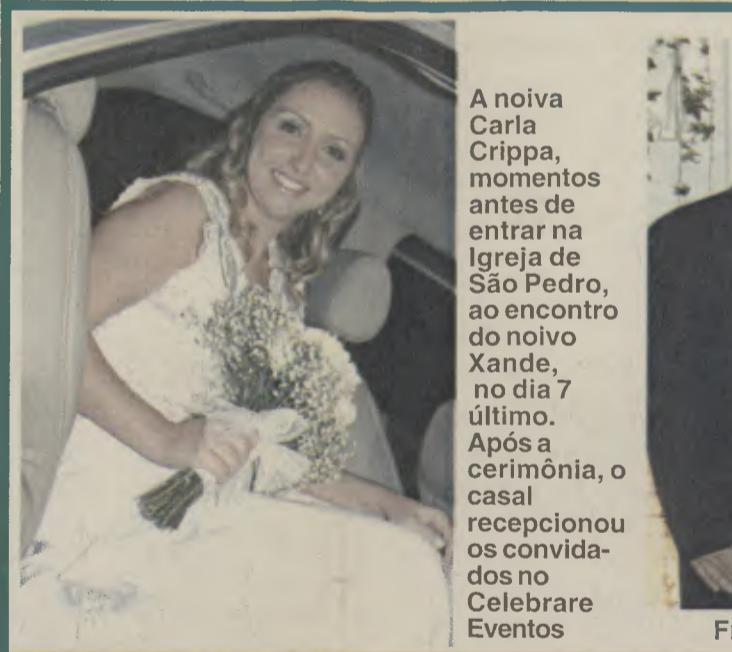 A noiva
Carla
Crippa,
momentos
antes de
entrar na
Igreja de
São Pedro,
ao encontro
do noivo
Xande,
no dia 7
último.
Após a
cerimônia, o
casal
recepcionou
os convida-
dos no
Celebrare
Eventos